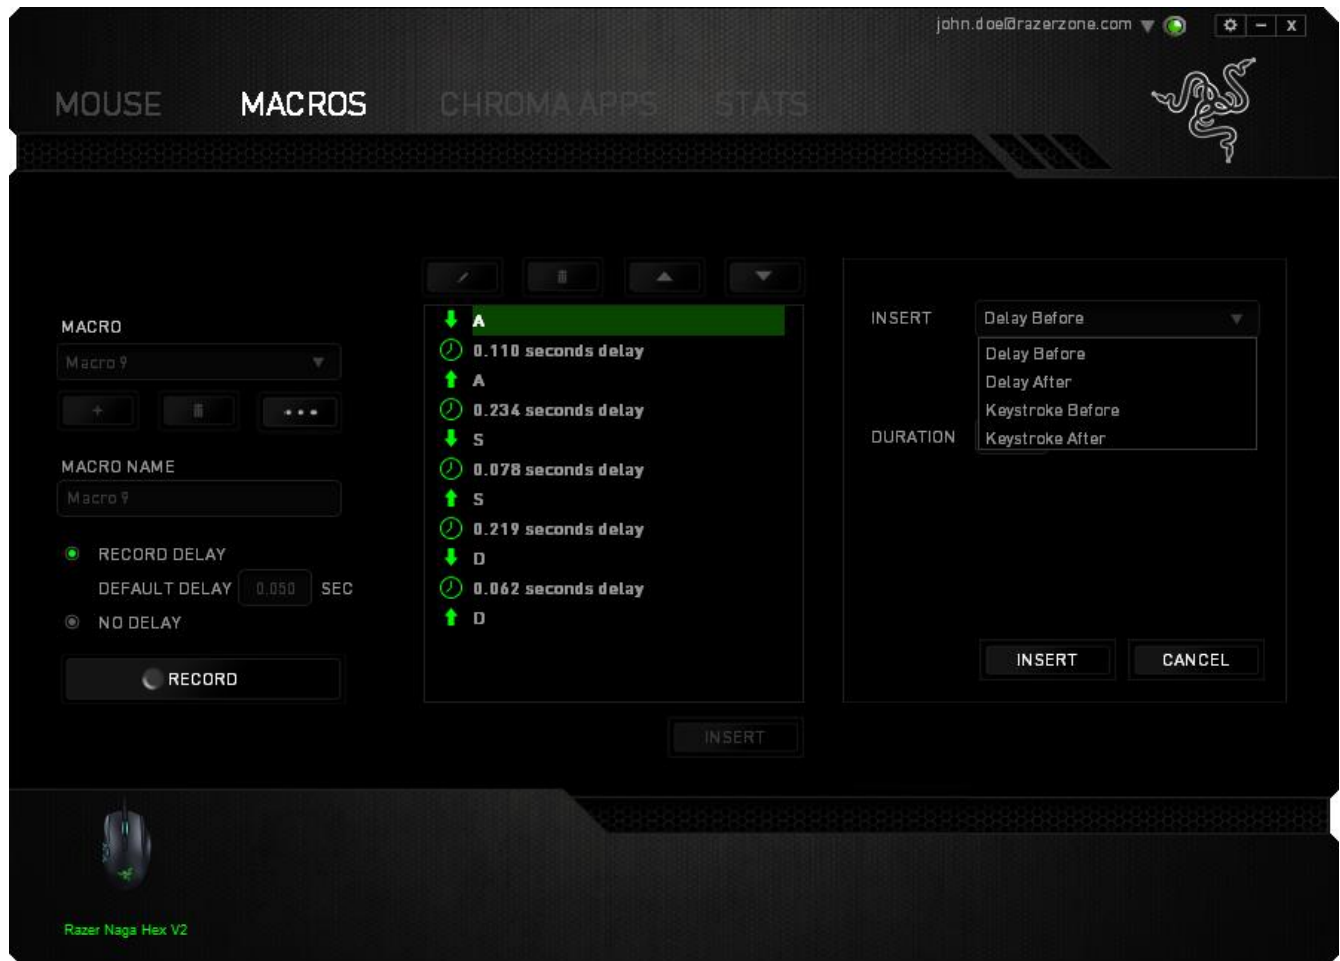 john.doe@razerzone.com
MOUSE MACROS CHROMA APPS STATS
MACRO
Macro 9
MACRO NAME
Macro 9
RECORD DELAY
DEFAULT DELAY 0.050 SEC
NO DELAY
RECORD
A
0.110 seconds delay
A
0.234 seconds delay
S
0.078 seconds delay
S
0.219 seconds delay
D
0.062 seconds delay
D
INSERT
INSERT Delay Before
Delay Before
Delay After
Keystroke Before
DURATION Keystroke After
INSERT CANCEL
Razer Naga Hex V2